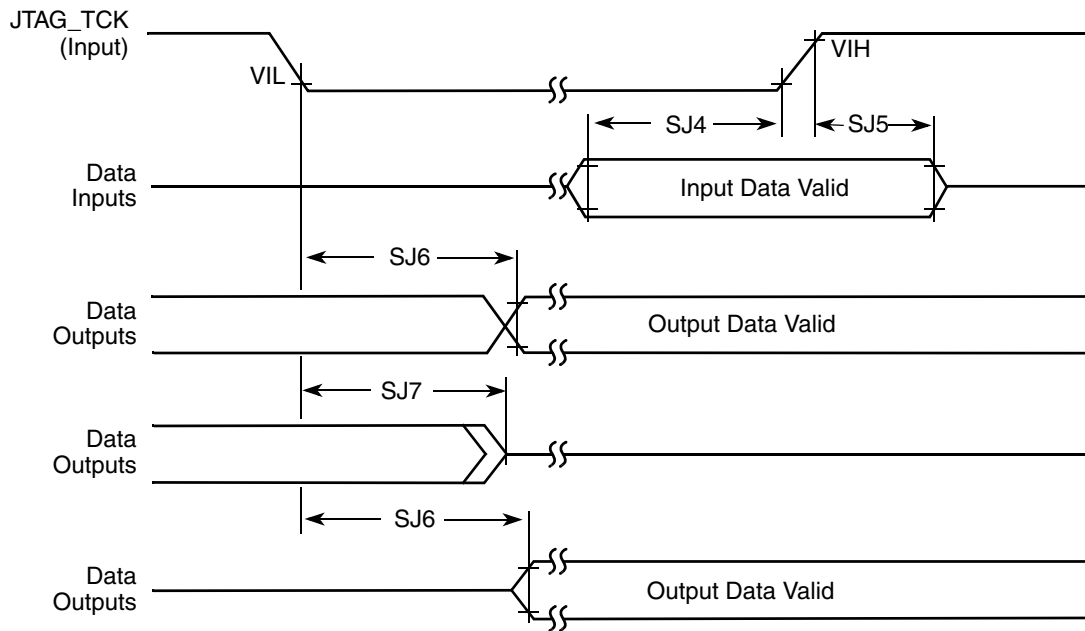 JTAG_TCK
(Input)
VIL
VIH
SJ4
SJ5
Data
Inputs
Input Data Valid
SJ6
Data
Outputs
Output Data Valid
SJ7
Data
Outputs
SJ6
Data
Outputs
Output Data Valid